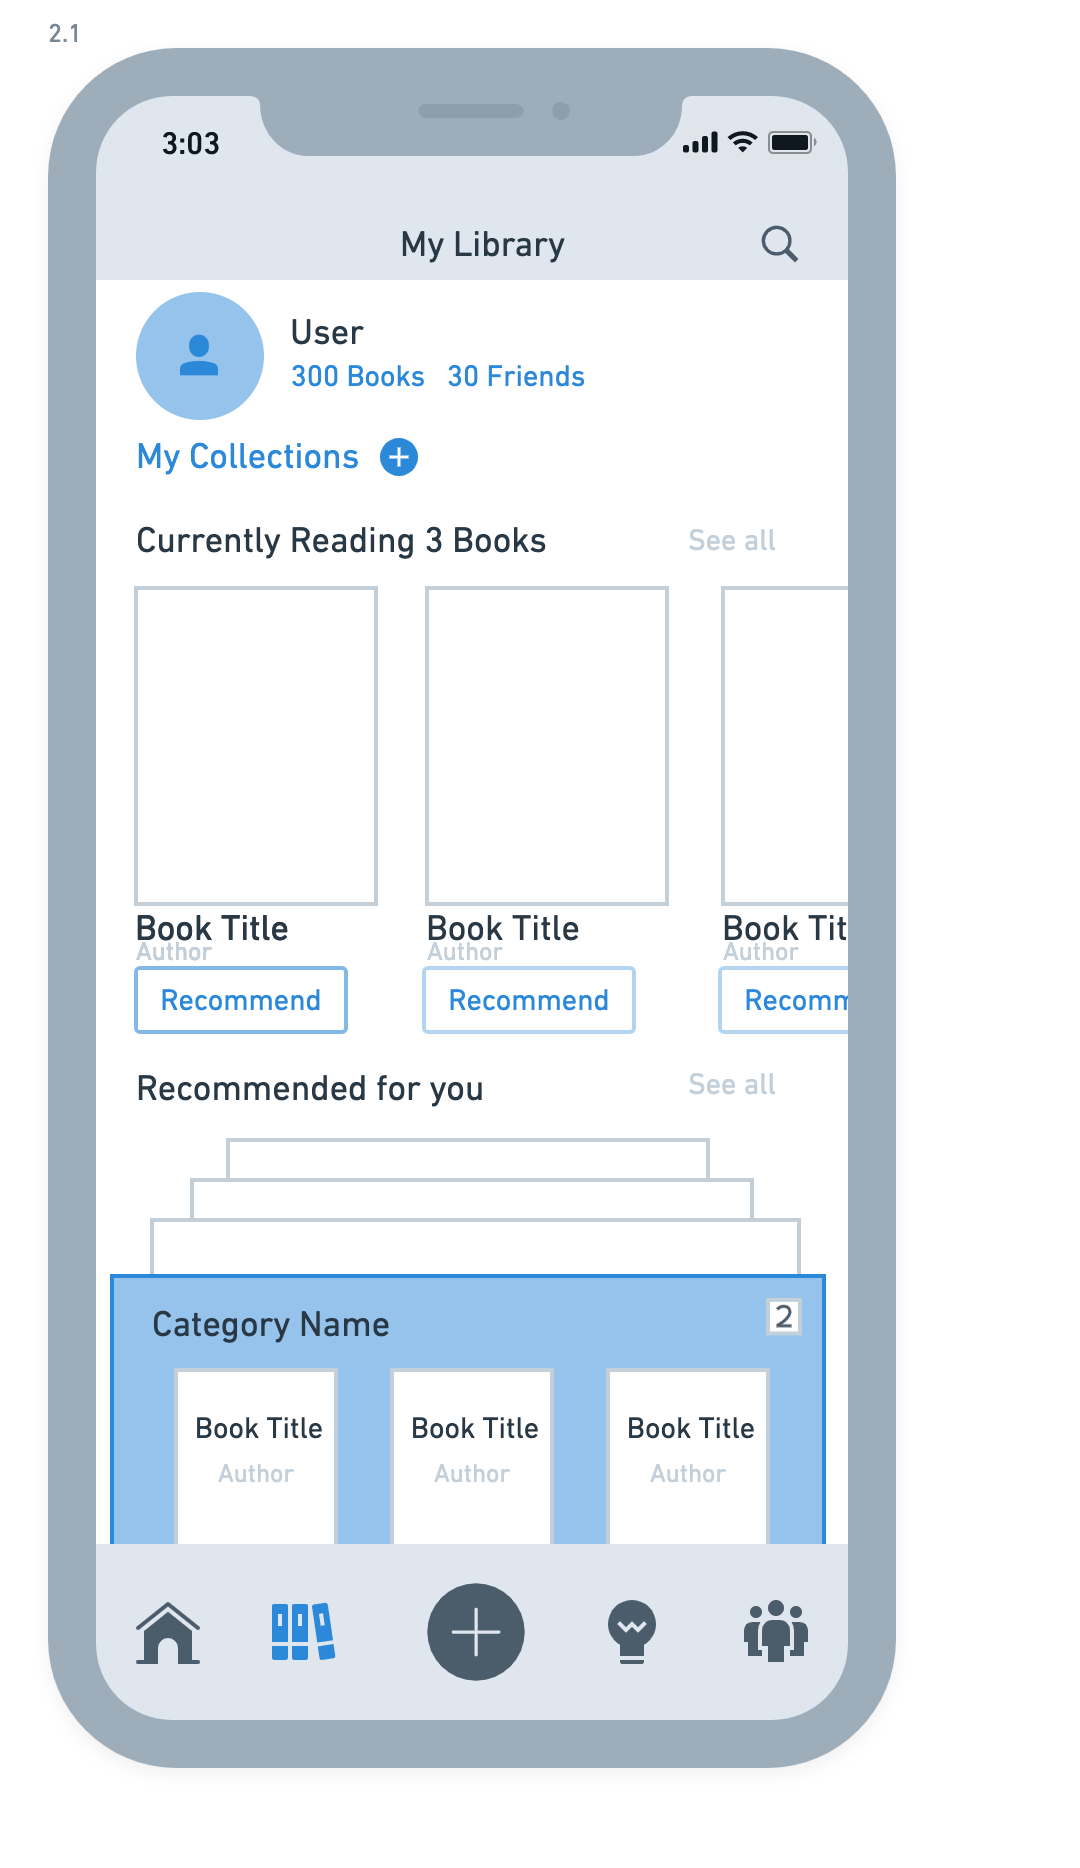 2.1
3:03
My Library
User
300 Books 30 Friends
My Collections
Currently Reading 3 Books See all
Book Title Book Title Book Tit
Author Author Author
Recommend Recommend Recomm
Recommended for you See all
Category Name 2
Book Title Book Title Book Title
Author Author Author